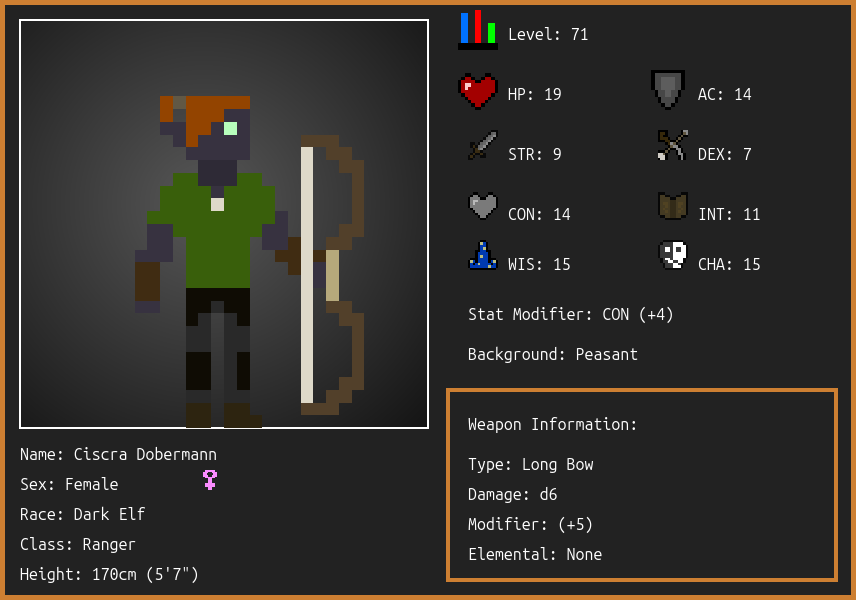 Level: 71
HP: 19
AC: 14
STR: 9
DEX: 7
CON: 14
INT: 11
WIS: 15
CHA: 15
Stat Modifier: CON (+4)
Background: Peasant
Weapon Information:
Type: Long Bow
Damage: d6
Modifier: (+5)
Elemental: None
Name: Ciscra Dobermann
Sex: Female
Race: Dark Elf
Class: Ranger
Height: 170cm (5'7")